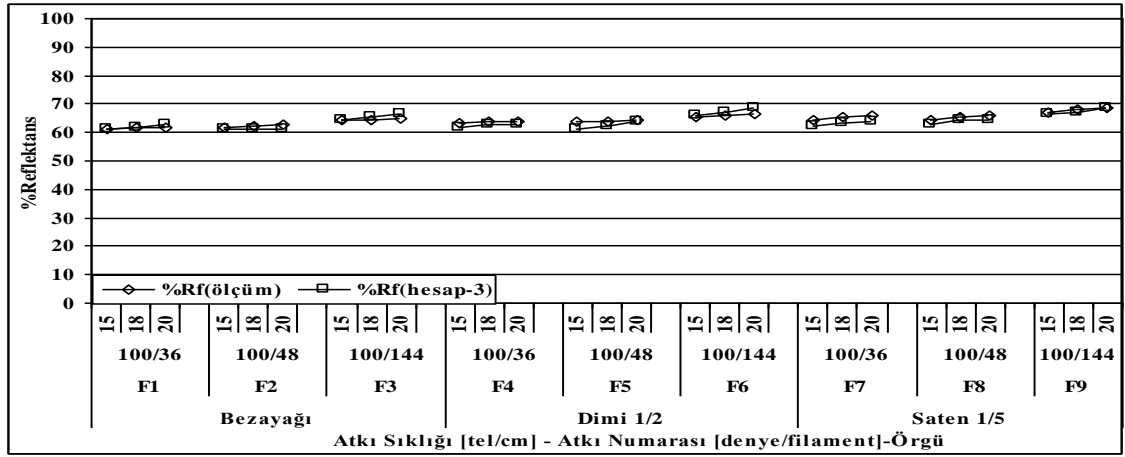 100
90
80
70
60
50
40
30
20
10
0
%Reflektans
%Rf(ölçüm) %Rf(hesap-3)
15 18 20 15 18 20 15 18 20 15 18 20 15 18 20 15 18 20 15 18 20 15 18 20 15 18 20
100/36 100/48 100/144 100/36 100/48 100/144 100/36 100/48 100/144
F1 F2 F3 F4 F5 F6 F7 F8 F9
Bezayağı Dimi 1/2 Saten 1/5
Atkı Sıklığı [tel/cm] - Atkı Numarası [denye/filament]-Örgü